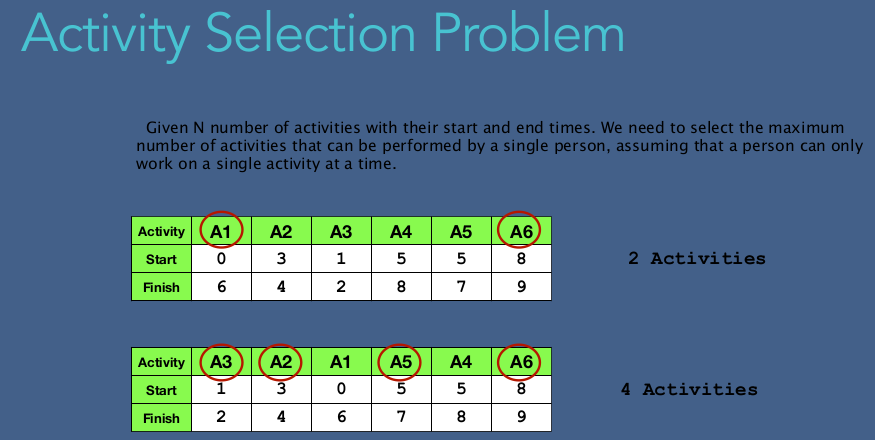 Activity Selection Problem
Given N number of activities with their start and end times. We need to select the maximum
number of activities that can be performed by a single person, assuming that a person can only
work on a single activity at a time.
Activity A1 A2 A3 A4 A5 A6
Start 0 3 1 5 5 8
Finish 6 4 2 8 7 9
2 Activities
Activity A3 A2 A1 A5 A4 A6
Start 1 3 0 5 5 8
Finish 2 4 6 7 8 9
4 Activities